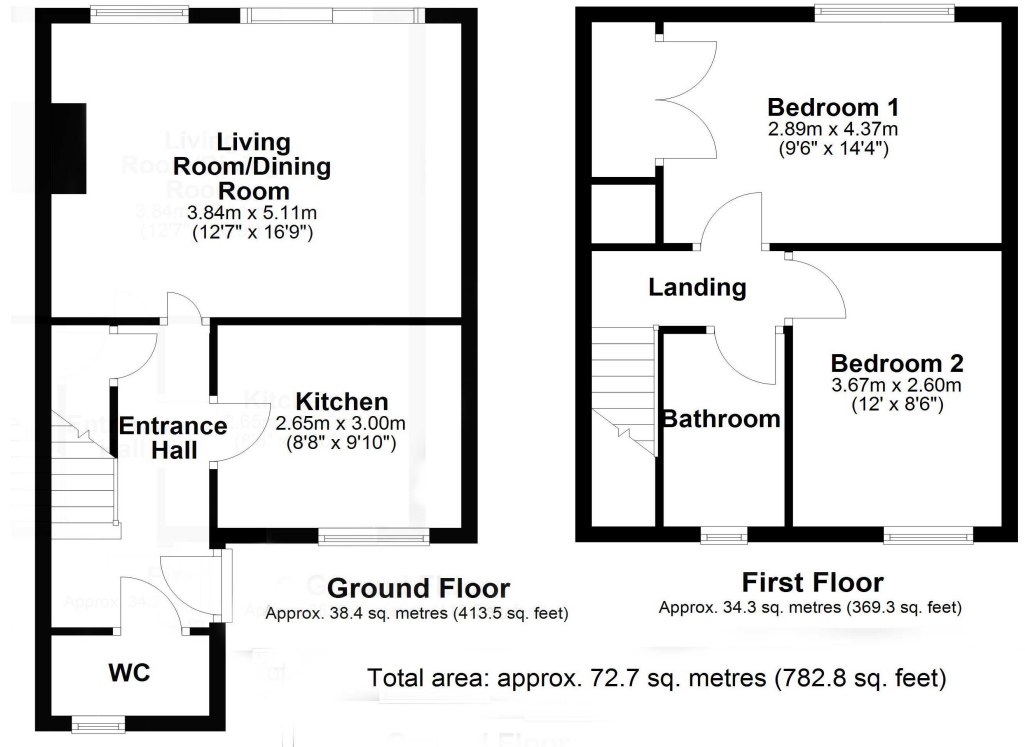 Living
Room/Dining
Room
3.84m x 5.11m
(12'7" x 16'9")
Kitchen
2.65m x 3.00m
(8'8" x 9'10")
Entrance
Hall
WC
Ground Floor
Approx. 38.4 sq. metres (413.5 sq. feet)
Bedroom 1
2.89m x 4.37m
(9'6" x 14'4")
Landing
Bedroom 2
3.67m x 2.60m
(12' x 8'6")
Bathroom
First Floor
Approx. 34.3 sq. metres (369.3 sq. feet)
Total area: approx. 72.7 sq. metres (782.8 sq. feet)